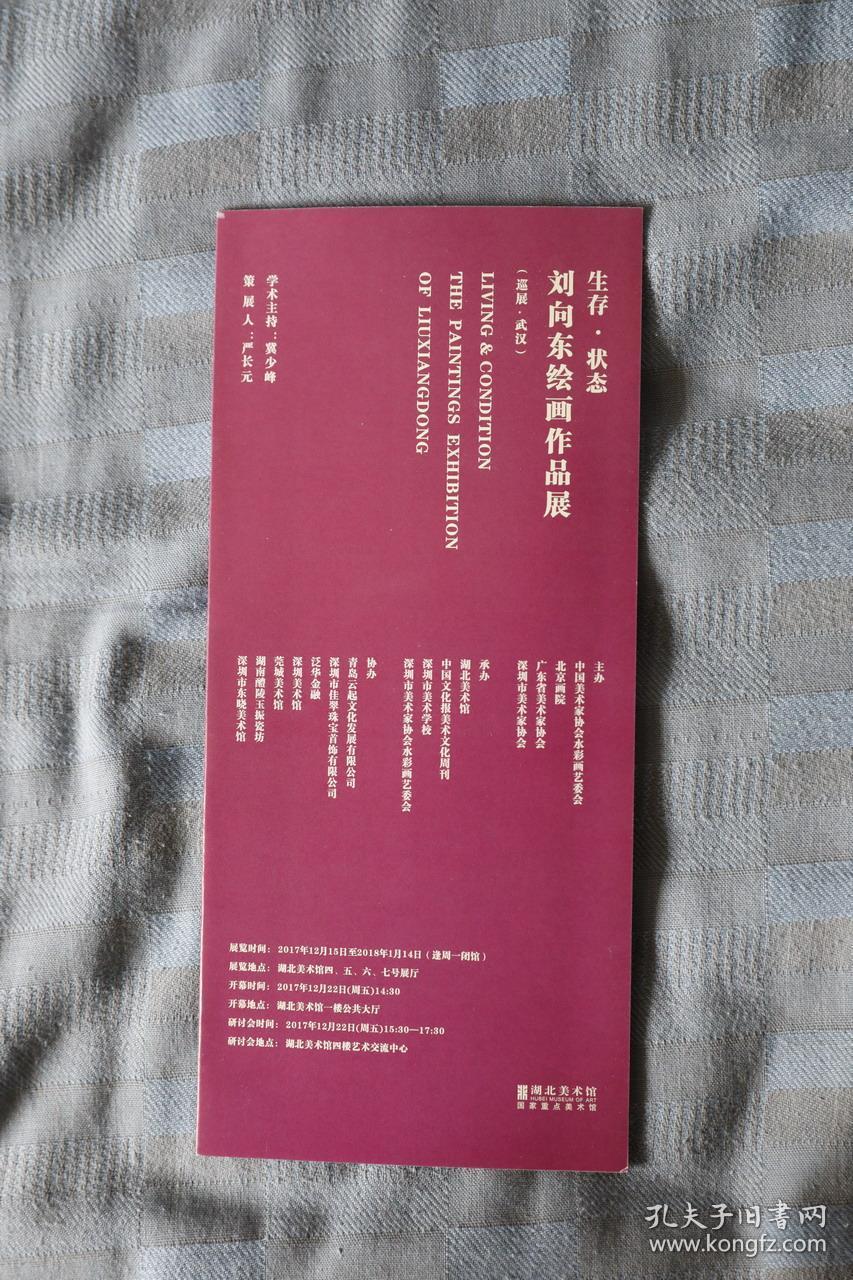 生存·状态
刘向东绘画作品展
（巡展·武汉）
LIVING & CONDITION
THE PAINTINGS EXHIBITION
OF LIUXIANGDONG
学术主持：冀少峰
策展人：严长元
主办
中国美术家协会水彩画艺委会
北京画院
广东省美术家协会
深圳市美术家协会
承办
湖北美术馆
中国文化报美术文化周刊
深圳市美术学校
深圳市美术家协会水彩画艺委会
协办
青岛云起文化发展有限公司
深圳市佳翠珠宝首饰有限公司
泛华金融
深圳美术馆
莞城美术馆
湖南醴陵玉振瓷坊
深圳市东晓美术馆
展览时间：2017年12月15日至2018年1月14日（逢周一闭馆）
展览地点：湖北美术馆四、五、六、七号展厅
开幕时间：2017年12月22日(周五)14:30
开幕地点：湖北美术馆一楼公共大厅
研讨会时间：2017年12月22日(周五)15:30—17:30
研讨会地点：湖北美术馆四楼艺术交流中心
湖北美术馆
HUBEI MUSEUM OF ART
国家重点美术馆
孔夫子旧书网
www.kongfz.com